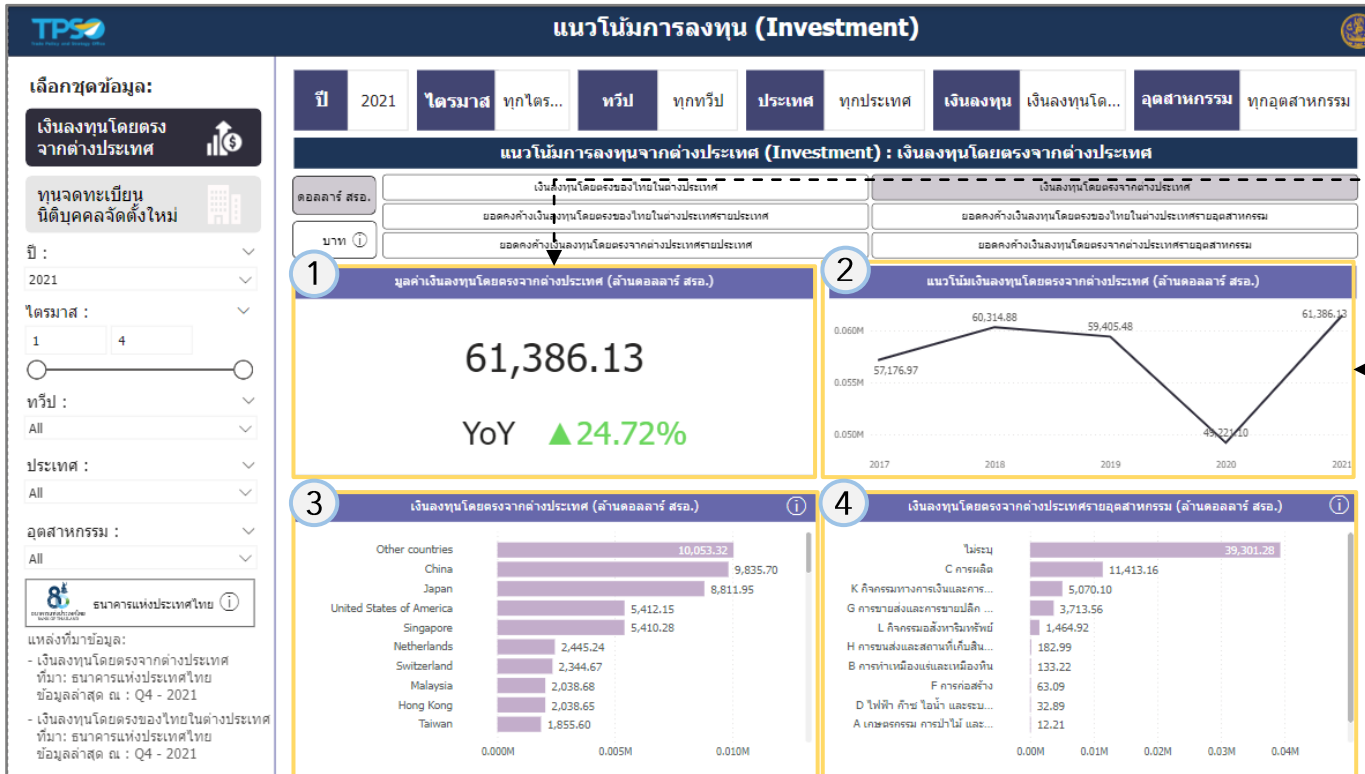 TPSO
Trade Policy and Strategy Office
แนวโน้มการลงทุน (Investment)
เลือกชุดข้อมูล:
เงินลงทุนโดยตรง
จากต่างประเทศ
ทุนจดทะเบียน
นิติบุคคลจัดตั้งใหม่
ปี :
2021
ไตรมาส :
1 4
ทวีป :
All
ประเทศ :
All
อุตสาหกรรม :
All
ธนาคารแห่งประเทศไทย
BANK OF THAILAND
ธนาคารแห่งประเทศไทย ⓘ
แหล่งที่มาข้อมูล:
- เงินลงทุนโดยตรงจากต่างประเทศ
ที่มา: ธนาคารแห่งประเทศไทย
ข้อมูลล่าสุด ณ : Q4 - 2021
- เงินลงทุนโดยตรงของไทยในต่างประเทศ
ที่มา: ธนาคารแห่งประเทศไทย
ข้อมูลล่าสุด ณ : Q4 - 2021
ปี 2021 ไตรมาส ทุกไตร... ทวีป ทุกทวีป ประเทศ ทุกประเทศ เงินลงทุน เงินลงทุนโด... อุตสาหกรรม ทุกอุตสาหกรรม
แนวโน้มการลงทุนจากต่างประเทศ (Investment) : เงินลงทุนโดยตรงจากต่างประเทศ
ดอลลาร์ สรอ.
บาท ⓘ
เงินลงทุนโดยตรงของไทยในต่างประเทศ เงินลงทุนโดยตรงจากต่างประเทศ
ยอดคงค้างเงินลงทุนโดยตรงของไทยในต่างประเทศรายประเทศ ยอดคงค้างเงินลงทุนโดยตรงของไทยในต่างประเทศรายอุตสาหกรรม
ยอดคงค้างเงินลงทุนโดยตรงจากต่างประเทศรายประเทศ ยอดคงค้างเงินลงทุนโดยตรงจากต่างประเทศรายอุตสาหกรรม
1
มูลค่าเงินลงทุนโดยตรงจากต่างประเทศ (ล้านดอลลาร์ สรอ.)
61,386.13
YoY ▲24.72%
2
แนวโน้มเงินลงทุนโดยตรงจากต่างประเทศ (ล้านดอลลาร์ สรอ.)
0.060M
0.055M
0.050M
57,176.97
60,314.88
59,405.48
49,221.10
61,386.13
2017 2018 2019 2020 2021
3
เงินลงทุนโดยตรงจากต่างประเทศ (ล้านดอลลาร์ สรอ.) ⓘ
Other countries 10,053.32
China 9,835.70
Japan 8,811.95
United States of America 5,412.15
Singapore 5,410.28
Netherlands 2,445.24
Switzerland 2,344.67
Malaysia 2,038.68
Hong Kong 2,038.65
Taiwan 1,855.60
0.000M 0.005M 0.010M
4
เงินลงทุนโดยตรงจากต่างประเทศรายอุตสาหกรรม (ล้านดอลลาร์ สรอ.) ⓘ
ไม่ระบุ 39,301.28
C การผลิต 11,413.16
K กิจกรรมทางการเงินและการ... 5,070.10
G การขายส่งและการขายปลีก ... 3,713.56
L กิจกรรมอสังหาริมทรัพย์ 1,464.92
H การขนส่งและสถานที่เก็บสิน... 182.99
B การทำเหมืองแร่และเหมืองหิน 133.22
F การก่อสร้าง 63.09
D ไฟฟ้า ก๊าซ ไอน้ำ และระบ... 32.89
A เกษตรกรรม การป่าไม้ และ... 12.21
0.00M 0.01M 0.02M 0.03M 0.04M